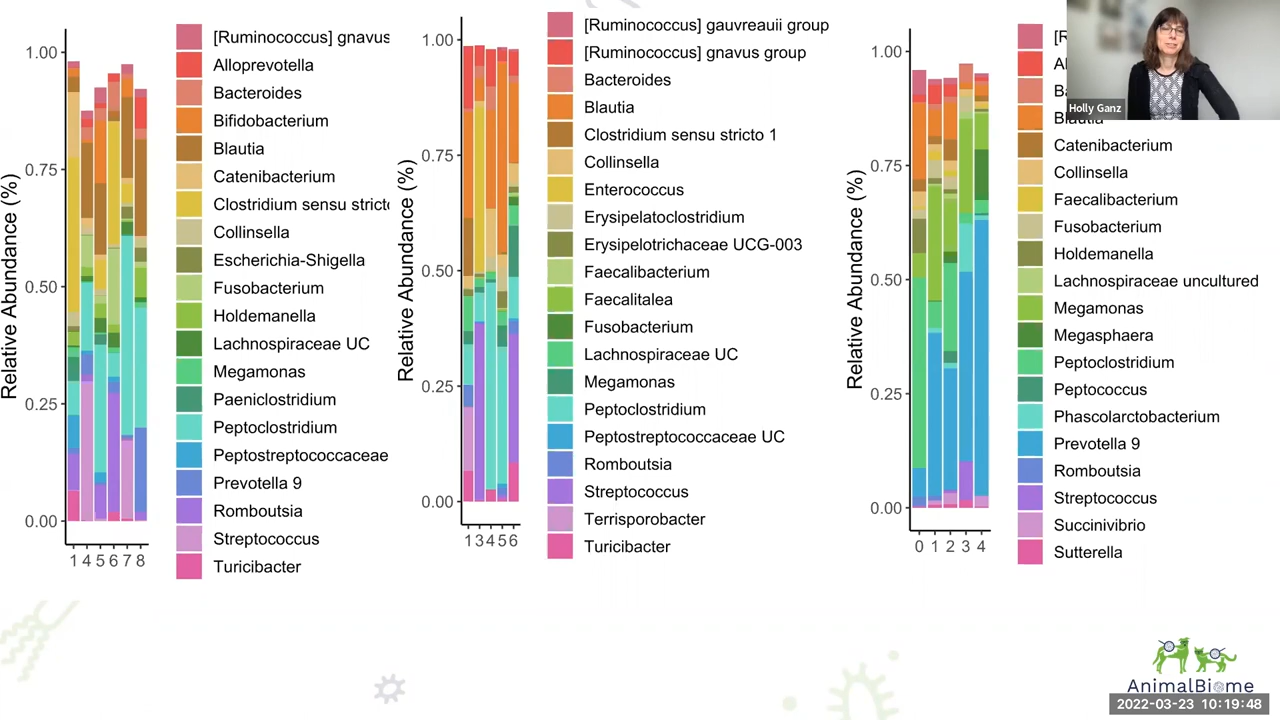 Relative Abundance (%)
1.00
0.75
0.50
0.25
0.00
1 4 5 6 7 8
[Ruminococcus] gnavus
Alloprevotella
Bacteroides
Bifidobacterium
Blautia
Catenibacterium
Clostridium sensu stricto
Collinsella
Escherichia-Shigella
Fusobacterium
Holdemanella
Lachnospiraceae UC
Megamonas
Paeniclostridium
Peptoclostridium
Peptostreptococcaceae
Prevotella 9
Romboutsia
Streptococcus
Turicibacter
Relative Abundance (%)
1.00
0.75
0.50
0.25
0.00
1 3 4 5 6
[Ruminococcus] gauvreauii group
[Ruminococcus] gnavus group
Bacteroides
Blautia
Clostridium sensu stricto 1
Collinsella
Enterococcus
Erysipelatoclostridium
Erysipelotrichaceae UCG-003
Faecalibacterium
Faecalitalea
Fusobacterium
Lachnospiraceae UC
Megamonas
Peptoclostridium
Peptostreptococcaceae UC
Romboutsia
Streptococcus
Terrisporobacter
Turicibacter
Relative Abundance (%)
1.00
0.75
0.50
0.25
0.00
0 1 2 3 4
[R
Al
Ba
Blautia
Catenibacterium
Collinsella
Faecalibacterium
Fusobacterium
Holdemanella
Lachnospiraceae uncultured
Megamonas
Megasphaera
Peptoclostridium
Peptococcus
Phascolarctobacterium
Prevotella 9
Romboutsia
Streptococcus
Succinivibrio
Sutterella
Holly Ganz
AnimalBiome
2022-03-23 10:19:48